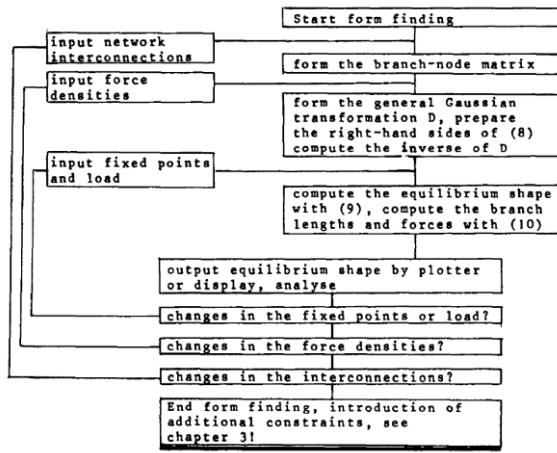 Start form finding
input network
interconnections
form the branch-node matrix
input force
densities
form the general Gaussian
transformation D, prepare
the right-hand sides of (8)
compute the inverse of D
input fixed points
and load
compute the equilibrium shape
with (9), compute the branch
lengths and forces with (10)
output equilibrium shape by plotter
or display, analyse
changes in the fixed points or load?
changes in the force densities?
changes in the interconnections?
End form finding, introduction of
additional constraints, see
chapter 3!